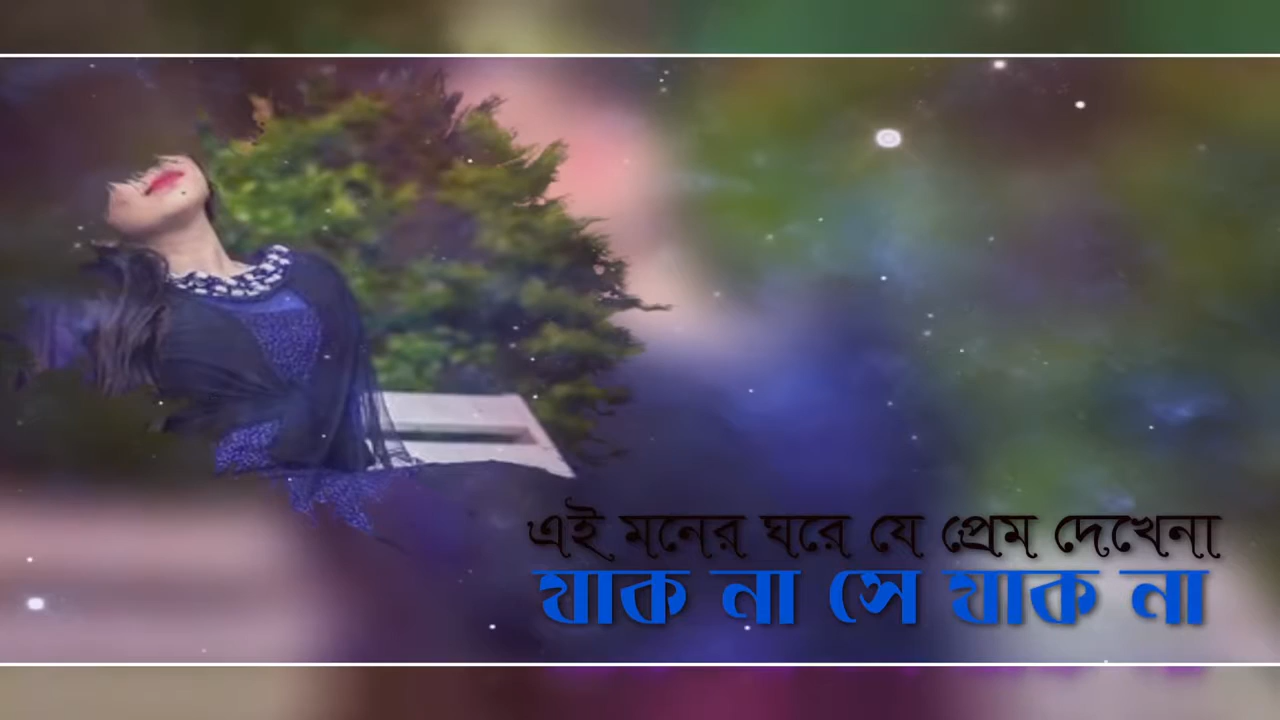 এই মনের ঘরে যে প্রেম দেখেনা
যাক না সে যাক না